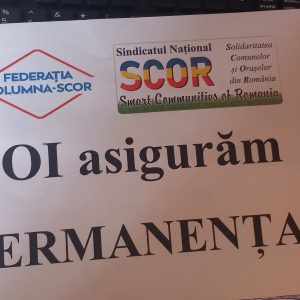 FEDERAȚIA
OLUMNA-SCOR
Sindicatul Național
SCOR
Smart Communities of Romania
Solidaritatea
Comunelor
și Orașelor
din România
OI asigurăm
ERMANENȚA